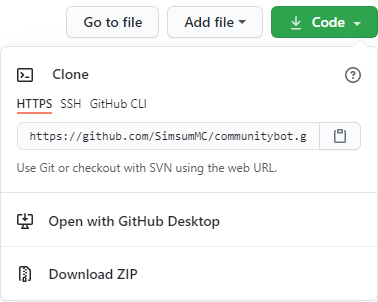 Go to file Add file Code
Clone
HTTPS SSH GitHub CLI
https://github.com/SimsumMC/communitybot.g
Use Git or checkout with SVN using the web URL.
Open with GitHub Desktop
Download ZIP